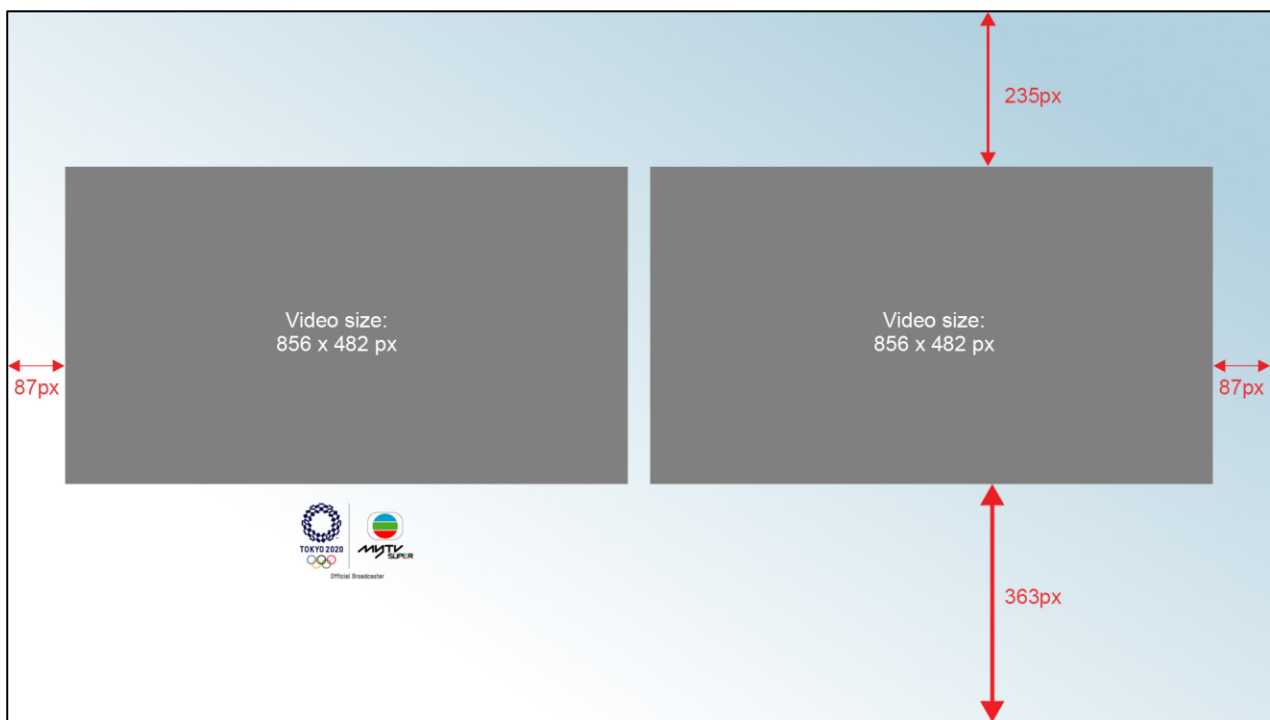 235px
Video size:
856 x 482 px
Video size:
856 x 482 px
87px
87px
TOKYO 2020
MYTV
SUPER
Official Broadcaster
363px